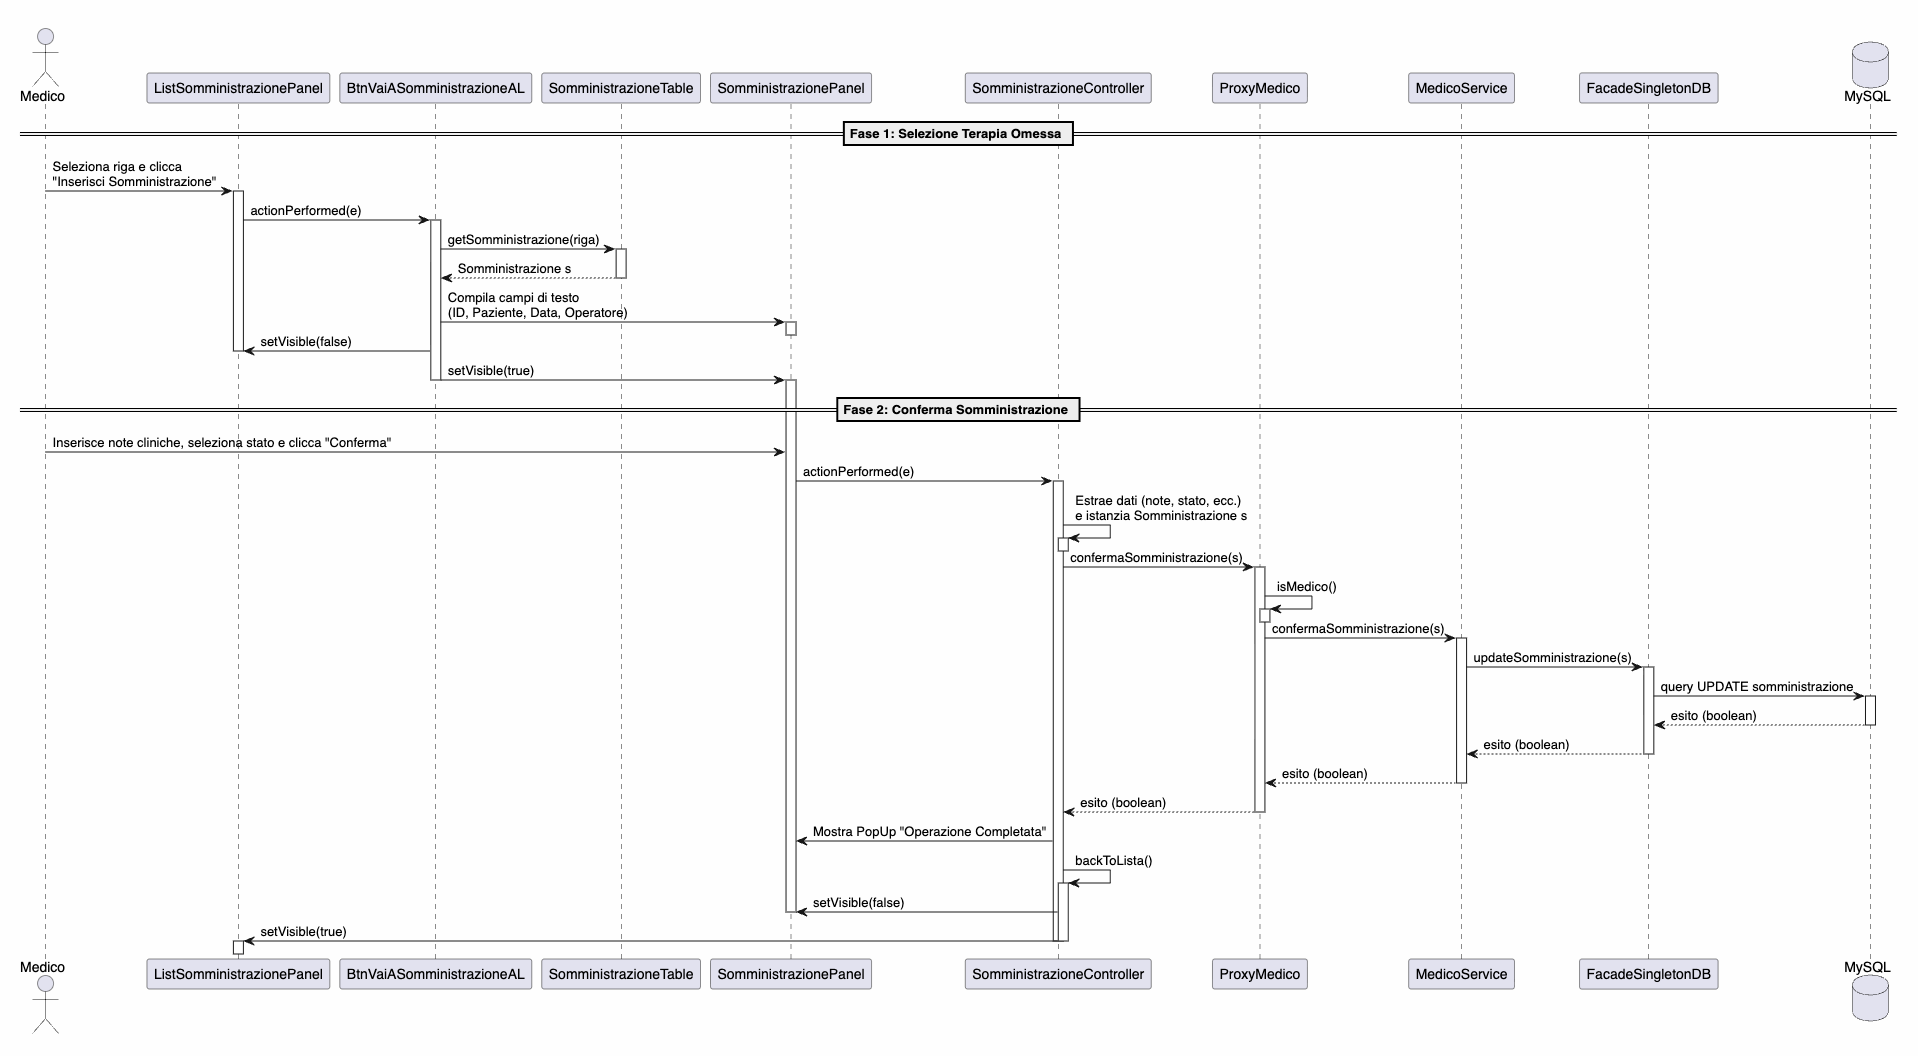 Medico
ListSomministrazionePanel
BtnVaiASomministrazioneAL
SomministrazioneTable
SomministrazionePanel
SomministrazioneController
ProxyMedico
MedicoService
FacadeSingletonDB
MySQL
Fase 1: Selezione Terapia Omessa
Seleziona riga e clicca
"Inserisci Somministrazione"
actionPerformed(e)
getSomministrazione(riga)
Somministrazione s
Compila campi di testo
(ID, Paziente, Data, Operatore)
setVisible(false)
setVisible(true)
Fase 2: Conferma Somministrazione
Inserisce note cliniche, seleziona stato e clicca "Conferma"
actionPerformed(e)
Estrae dati (note, stato, ecc.)
e istanzia Somministrazione s
confermaSomministrazione(s)
isMedico()
confermaSomministrazione(s)
updateSomministrazione(s)
query UPDATE somministrazione
esito (boolean)
esito (boolean)
esito (boolean)
esito (boolean)
Mostra PopUp "Operazione Completata"
backToLista()
setVisible(false)
setVisible(true)
Medico
ListSomministrazionePanel
BtnVaiASomministrazioneAL
SomministrazioneTable
SomministrazionePanel
SomministrazioneController
ProxyMedico
MedicoService
FacadeSingletonDB
MySQL